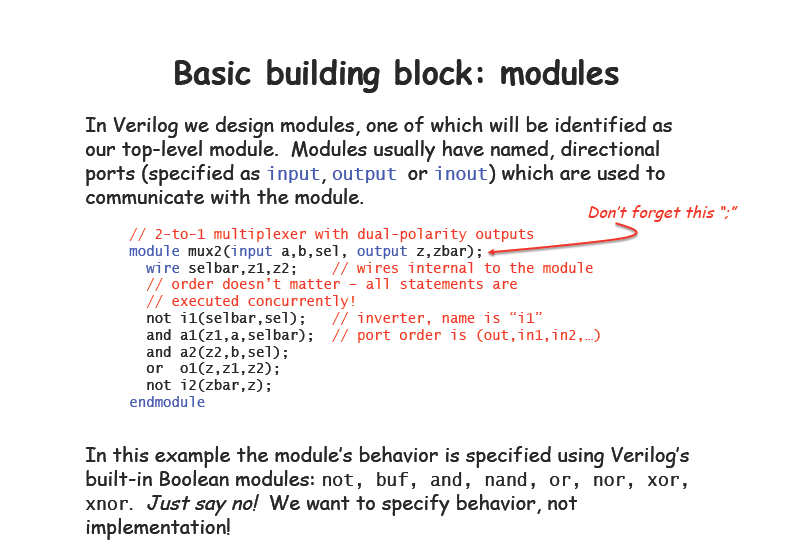 Basic building block: modules
In Verilog we design modules, one of which will be identified as
our top-level module. Modules usually have named, directional
ports (specified as input, output or inout) which are used to
communicate with the module.
Don’t forget this “;”
// 2-to-1 multiplexer with dual-polarity outputs
module mux2(input a,b,sel, output z,zbar);
wire selbar,z1,z2; // wires internal to the module
// order doesn’t matter – all statements are
// executed concurrently!
not i1(selbar,sel); // inverter, name is “i1”
and a1(z1,a,selbar); // port order is (out,in1,in2,…)
and a2(z2,b,sel);
or o1(z,z1,z2);
not i2(zbar,z);
endmodule
In this example the module’s behavior is specified using Verilog’s
built-in Boolean modules: not, buf, and, nand, or, nor, xor,
xnor. Just say no! We want to specify behavior, not
implementation!